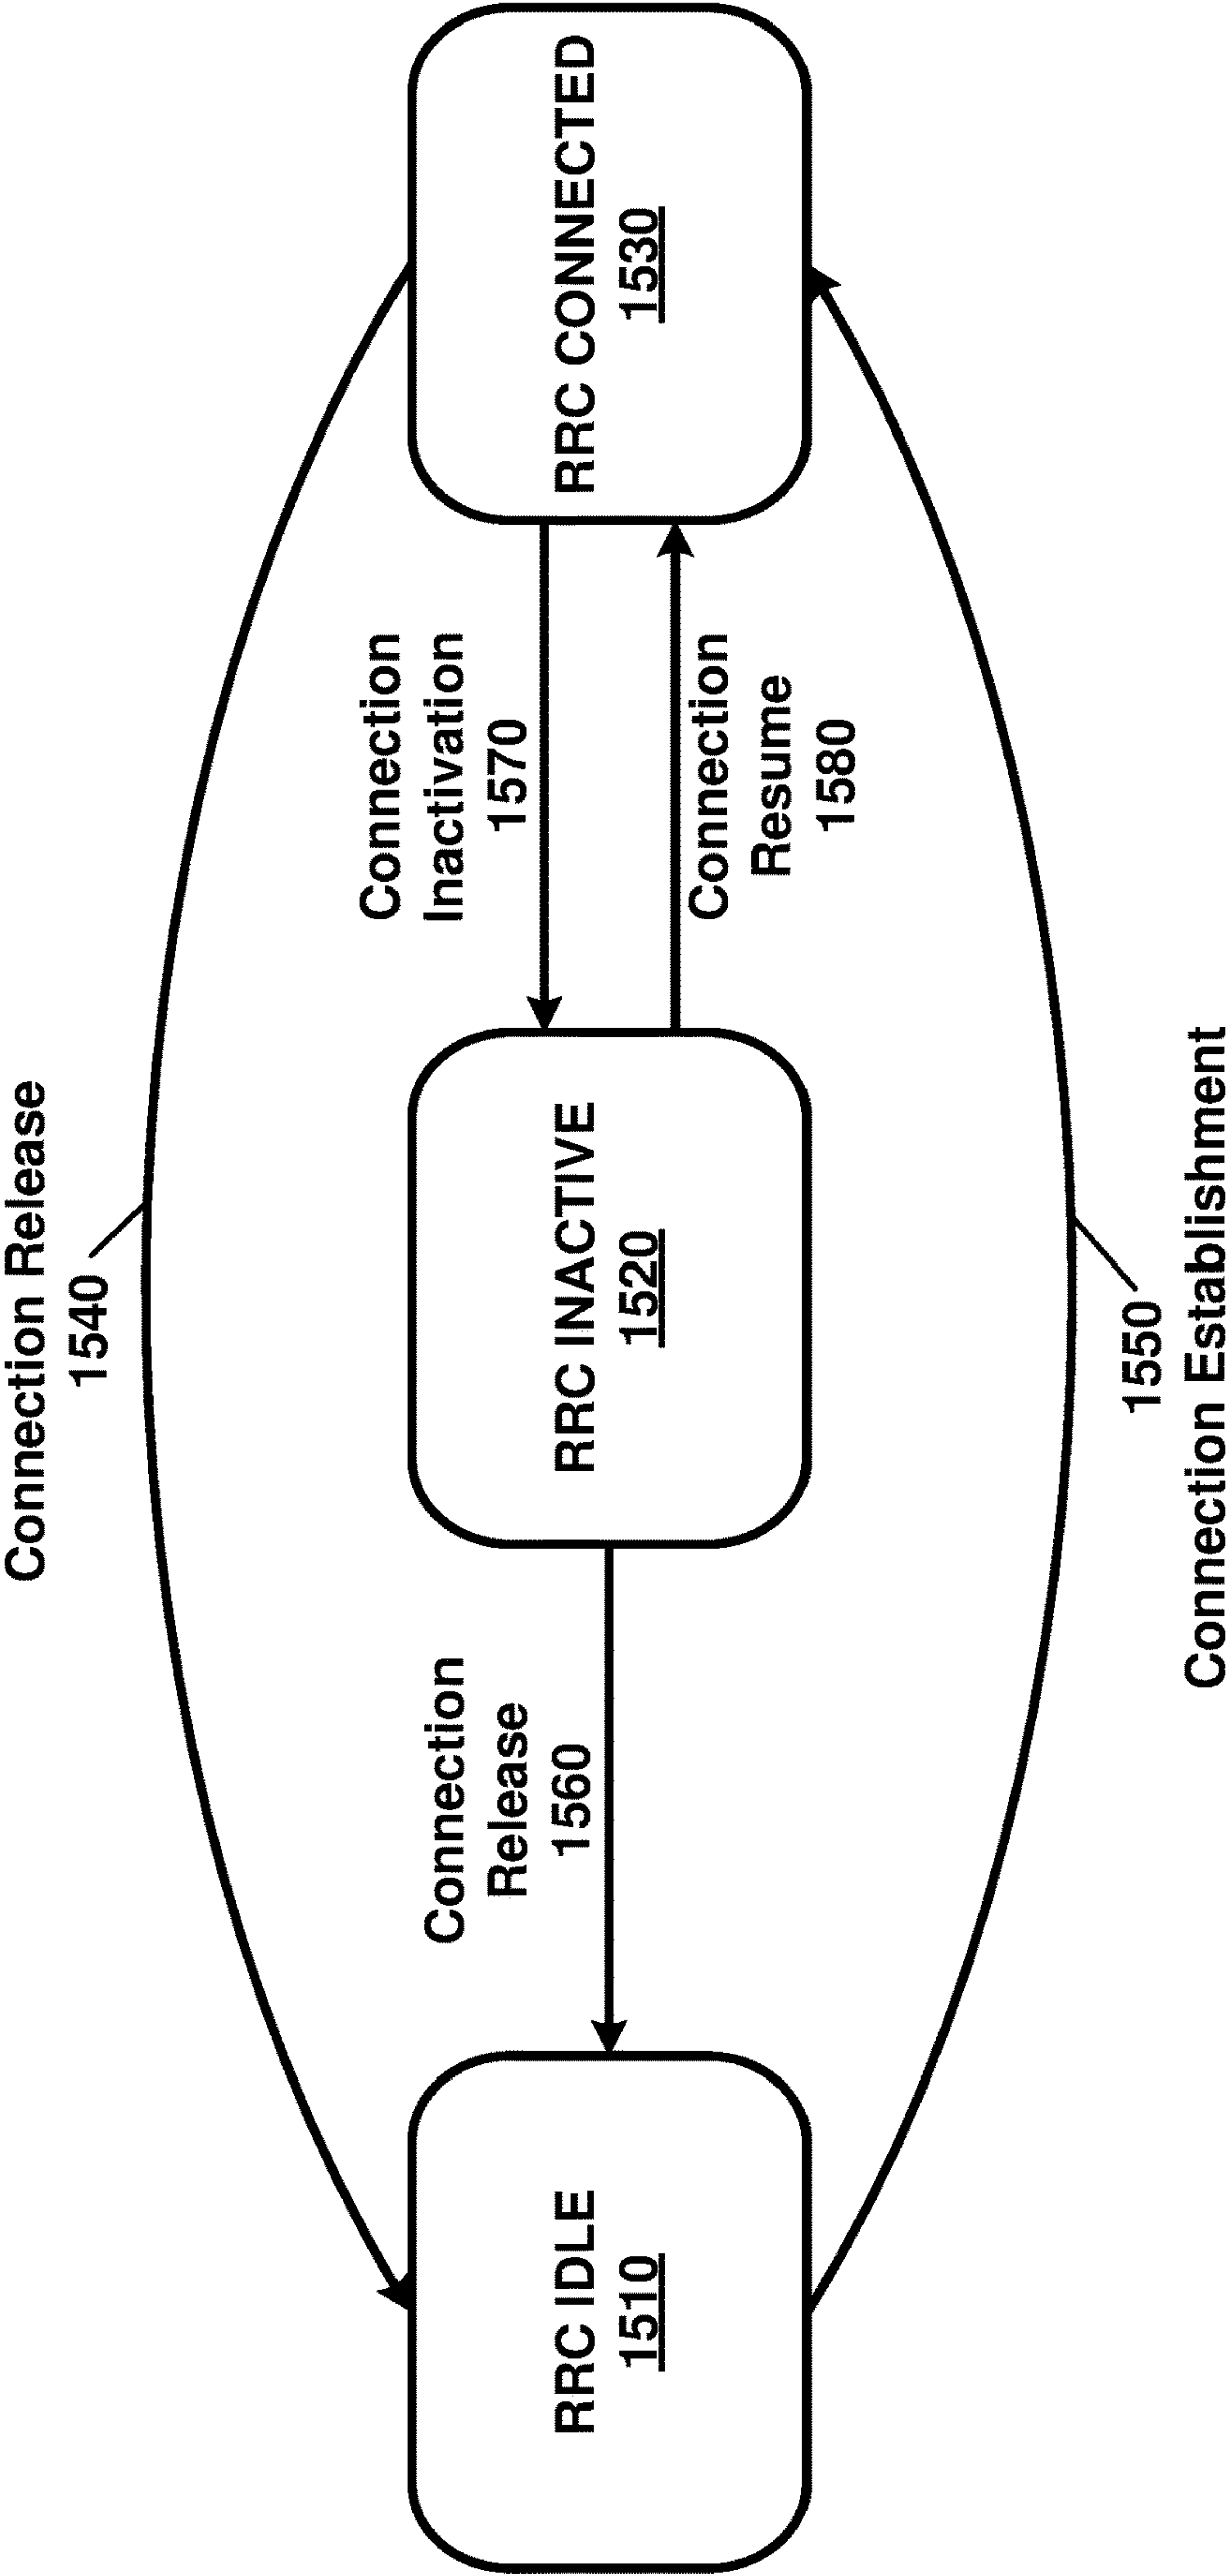 Connection Release
1540
Connection
Release
1560
Connection
Inactivation
1570
RRC IDLE
1510
RRC INACTIVE
1520
RRC CONNECTED
1530
Connection
Resume
1580
1550
Connection Establishment